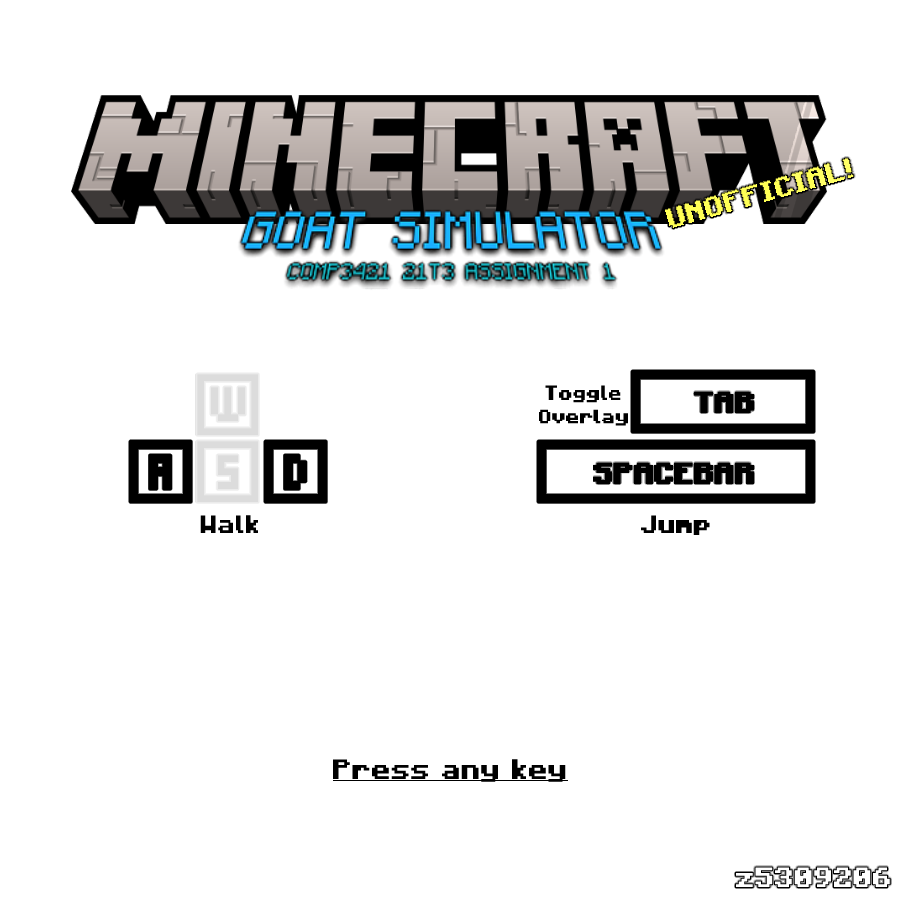 MINECRAFT
UNOFFICIAL!
GOAT SIMULATOR
COMP3421 21T3 ASSIGNMENT 1
W
A S D
Walk
Toggle
Overlay
TAB
SPACEBAR
Jump
Press any key
z5309206